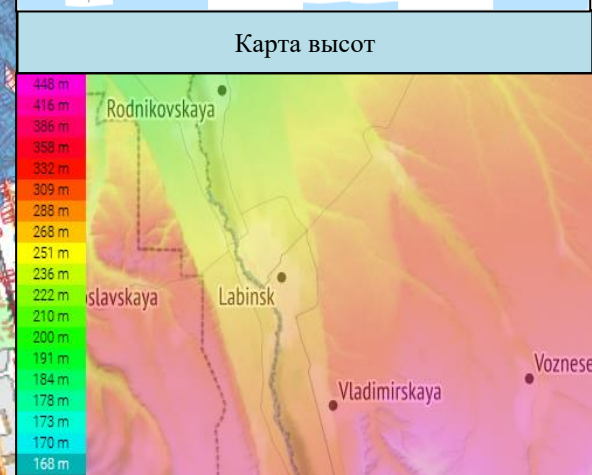 Карта высот
448 m
416 m
386 m
358 m
332 m
309 m
288 m
268 m
251 m
236 m
222 m
210 m
200 m
191 m
184 m
178 m
173 m
170 m
168 m
Rodnikovskaya
oslavskaya
Labinsk
Voznese
Vladimirskaya